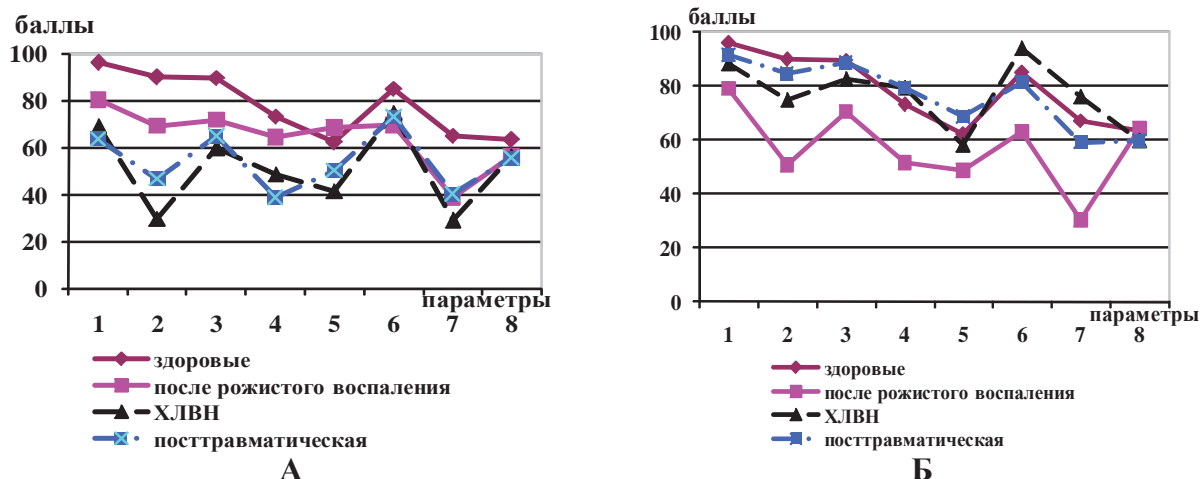 баллы
100
80
60
40
20
0
параметры
1 2 3 4 5 6 7 8
здоровые
после рожистого воспаления
ХЛВН
посттравматическая
А
баллы
100
80
60
40
20
0
параметры
1 2 3 4 5 6 7 8
здоровые
после рожистого воспаления
ХЛВН
посттравматическая
Б